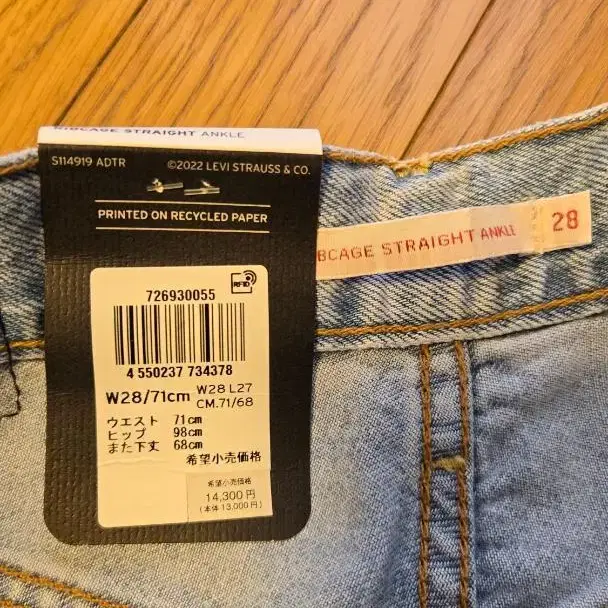 RIBCAGE STRAIGHT ANKLE
S114919 ADTR ©2022 LEVI STRAUSS & CO.
PRINTED ON RECYCLED PAPER
RFID
726930055
4 550237 734378
W28/71cm W28 L27
CM.71/68
ウエスト 71cm
ヒップ 98cm
また下丈 68cm
希望小売価格
希望小売価格
14,300円
(本体 13,000円)
BCAGE STRAIGHT ANKLE 28